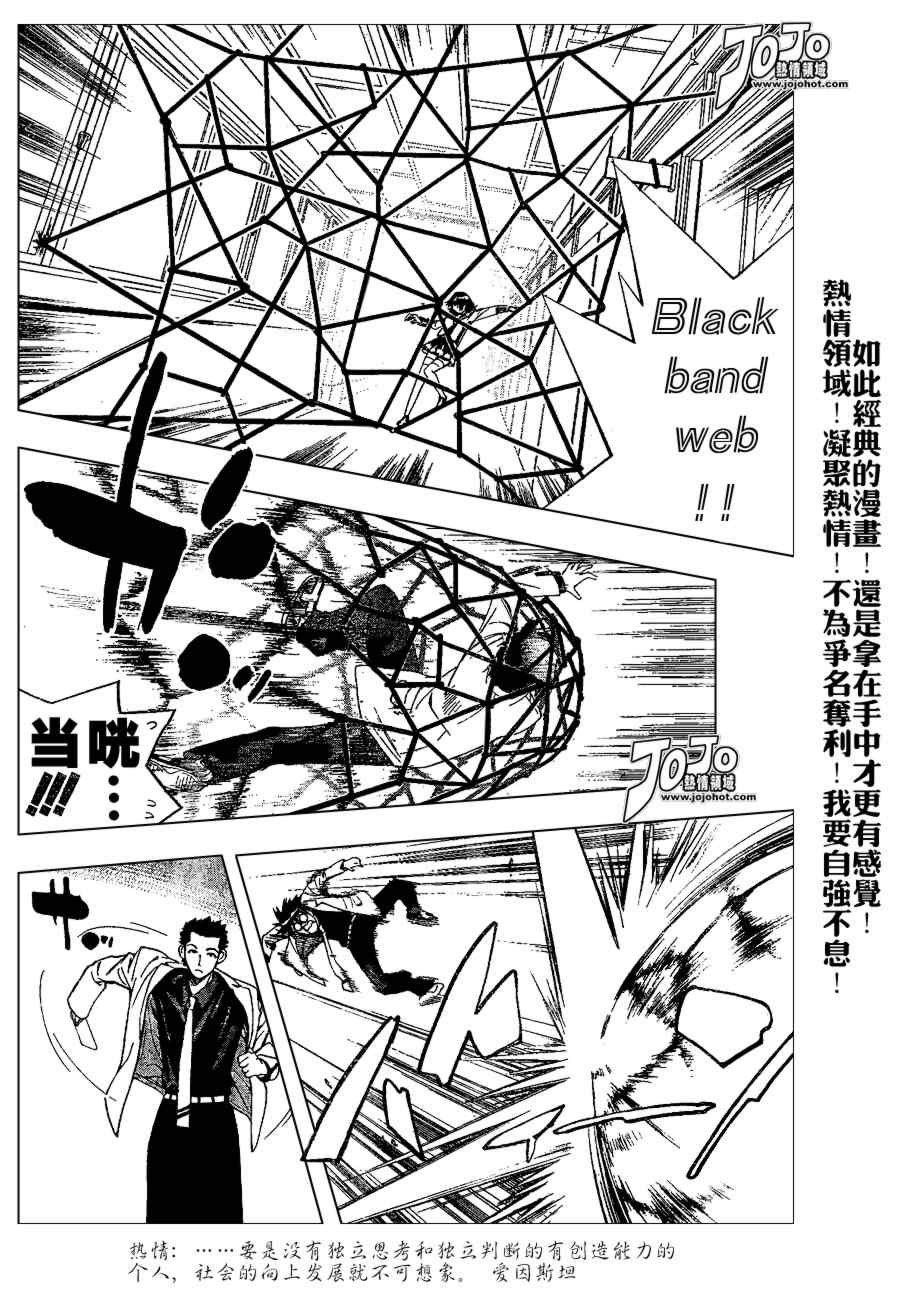 JoJo
熱情領域
www.jojohot.com
Black
band
web
!!
咣…
当!!!
JoJo
熱情領域
www.jojohot.com
如此經典的漫畫！還是拿在手中才更有感覺！
熱情領域！凝聚熱情！不為爭名奪利！我要自強不息！
热情：……要是没有独立思考和独立判断的有创造能力的
个人，社会的向上发展就不可想象。 爱因斯坦